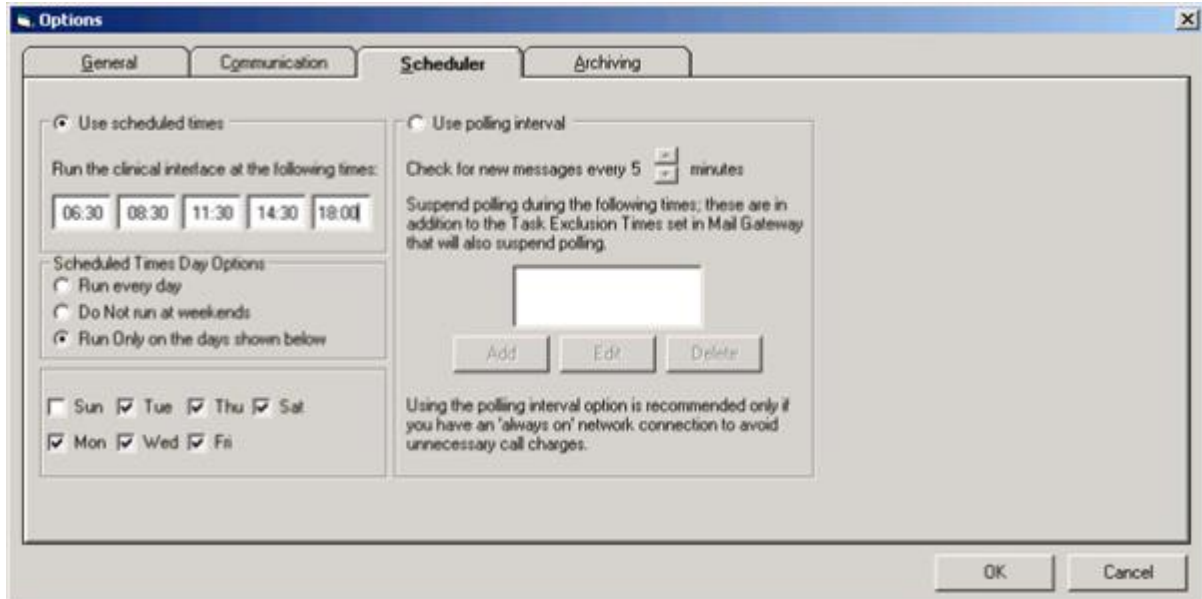 Options
General Communication Scheduler Archiving
Use scheduled times
Run the clinical interface at the following times:
06:30 08:30 11:30 14:30 18:00
Scheduled Times Day Options
Run every day
Do Not run at weekends
Run Only on the days shown below
Sun Tue Thu Sat
Mon Wed Fri
Use polling interval
Check for new messages every 5 minutes
Suspend polling during the following times; these are in
addition to the Task Exclusion Times set in Mail Gateway
that will also suspend polling.
Add Edit Delete
Using the polling interval option is recommended only if
you have an 'always on' network connection to avoid
unnecessary call charges.
OK Cancel